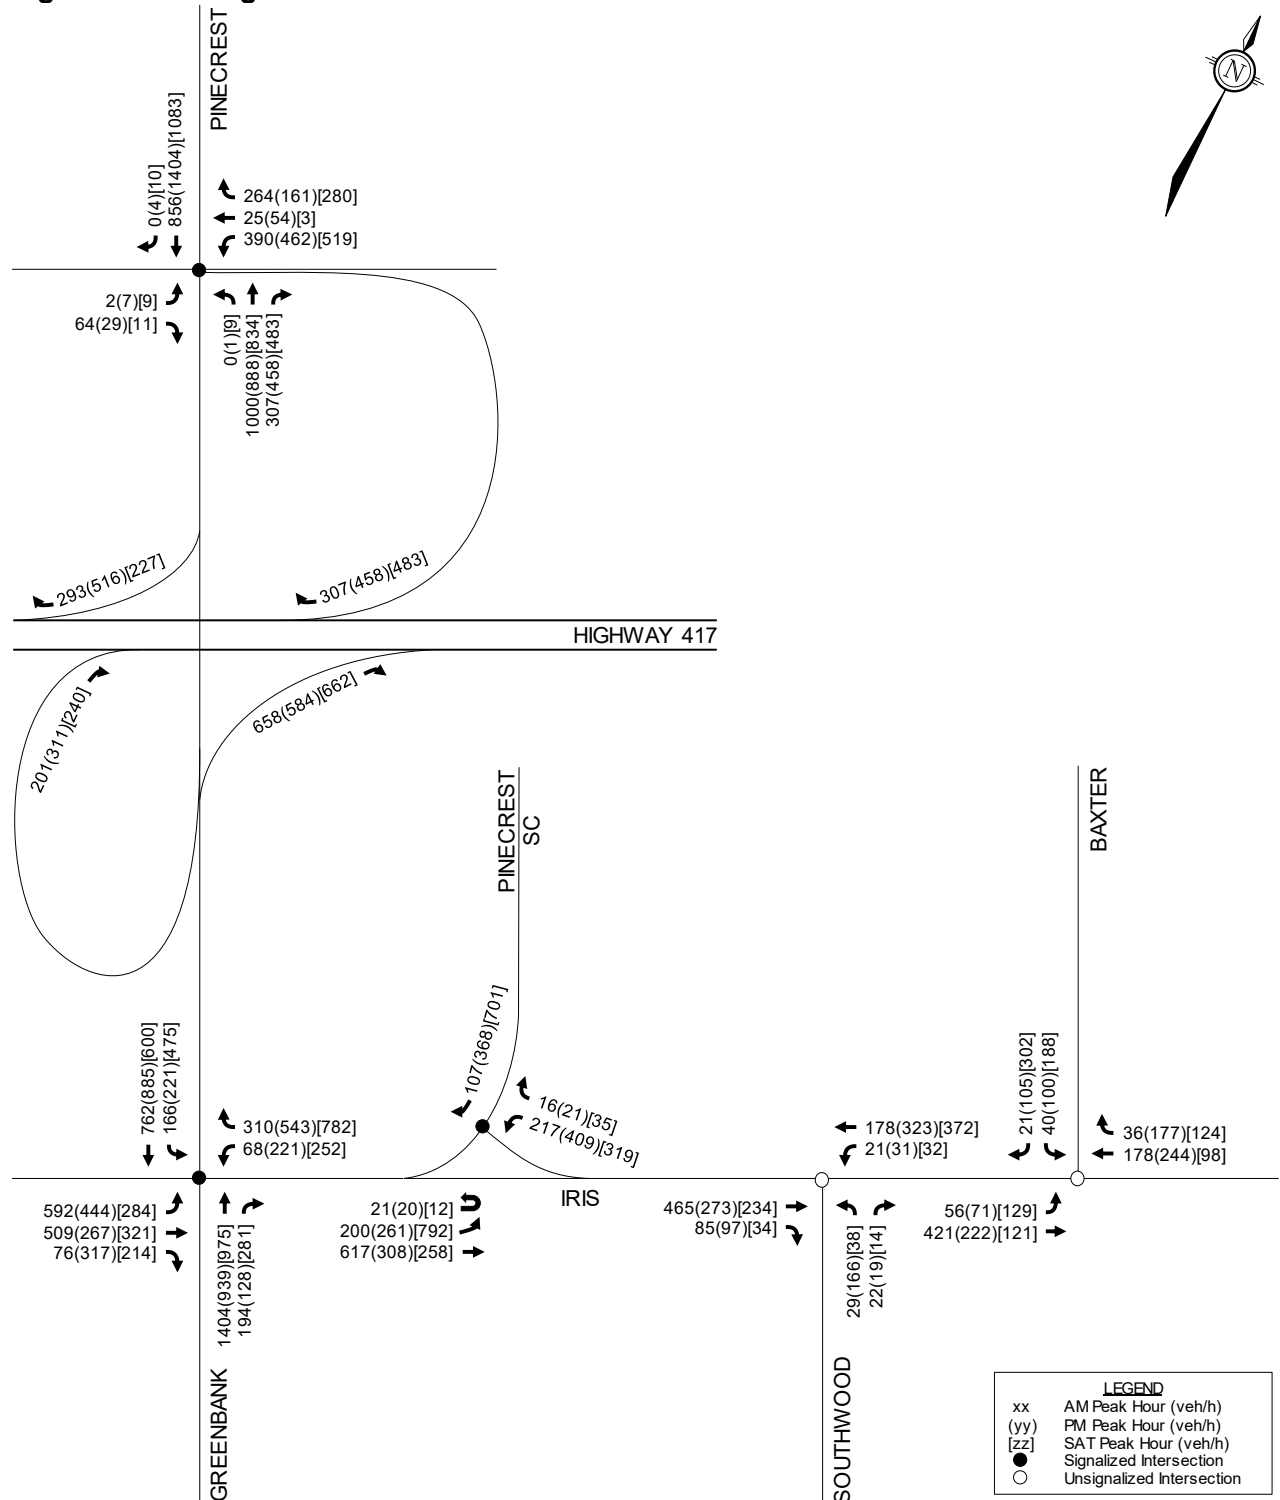 PINECREST
N
0(4)[10]
856(1404)[1083]
264(161)[280]
25(54)[3]
390(462)[519]
2(7)[9]
64(29)[11]
0(1)[9]
1000(888)[834]
307(458)[483]
293(516)[227]
307(458)[483]
HIGHWAY 417
201(311)[240]
658(584)[662]
PINECREST
SC
BAXTER
762(885)[600]
166(221)[475]
310(543)[782]
68(221)[252]
107(368)[701]
16(21)[35]
217(409)[319]
178(323)[372]
21(31)[32]
21(105)[302]
40(100)[188]
36(177)[124]
178(244)[98]
592(444)[284]
509(267)[321]
76(317)[214]
1404(939)[975]
194(128)[281]
21(20)[12]
200(261)[792]
617(308)[258]
IRIS
465(273)[234]
85(97)[34]
29(166)[38]
22(19)[14]
56(71)[129]
421(222)[121]
GREENBANK
SOUTHWOOD
LEGEND
xx AM Peak Hour (veh/h)
(yy) PM Peak Hour (veh/h)
[zz] SAT Peak Hour (veh/h)
Signalized Intersection
Unsignalized Intersection